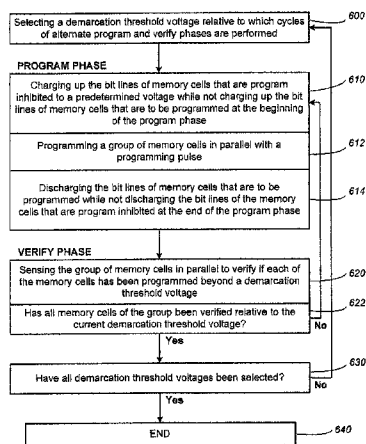 Selecting a demarcation threshold voltage relative to which cycles
of alternate program and verify phases are performed
600
PROGRAM PHASE
Charging up the bit lines of memory cells that are program
inhibited to a predetermined voltage while not charging up the bit
lines of memory cells that are to be programmed at the beginning
of the program phase
610
Programming a group of memory cells in parallel with a
programming pulse
612
Discharging the bit lines of memory cells that are to be
programmed while not discharging the bit lines of the memory
cells that are program inhibited at the end of the program phase
614
VERIFY PHASE
Sensing the group of memory cells in parallel to verify if each of
the memory cells has been programmed beyond a demarcation
threshold voltage
620
Has all memory cells of the group been verified relative to the
current demarcation threshold voltage?
622
No
Yes
Have all demarcation threshold voltages been selected?
630
No
Yes
END
640